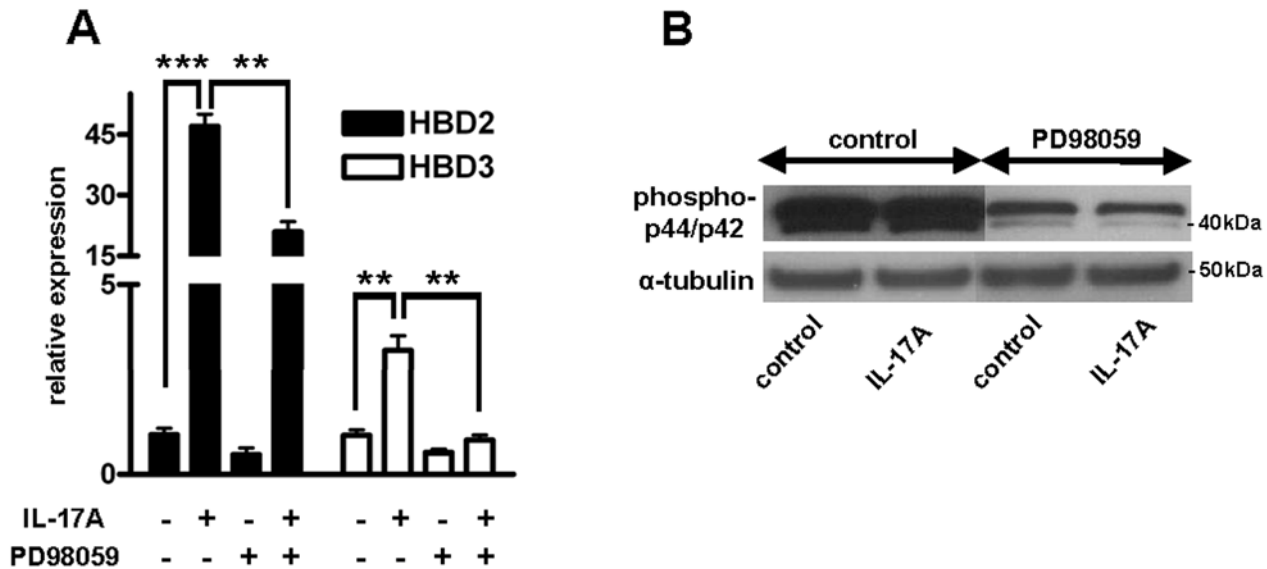 A
B
*** **
HBD2
HBD3
45
30
15
5
0
relative expression
** **
IL-17A - + - + - + - +
PD98059 - - + + - - + +
control PD98059
phospho-
p44/p42
- 40kDa
α-tubulin
- 50kDa
control IL-17A control IL-17A